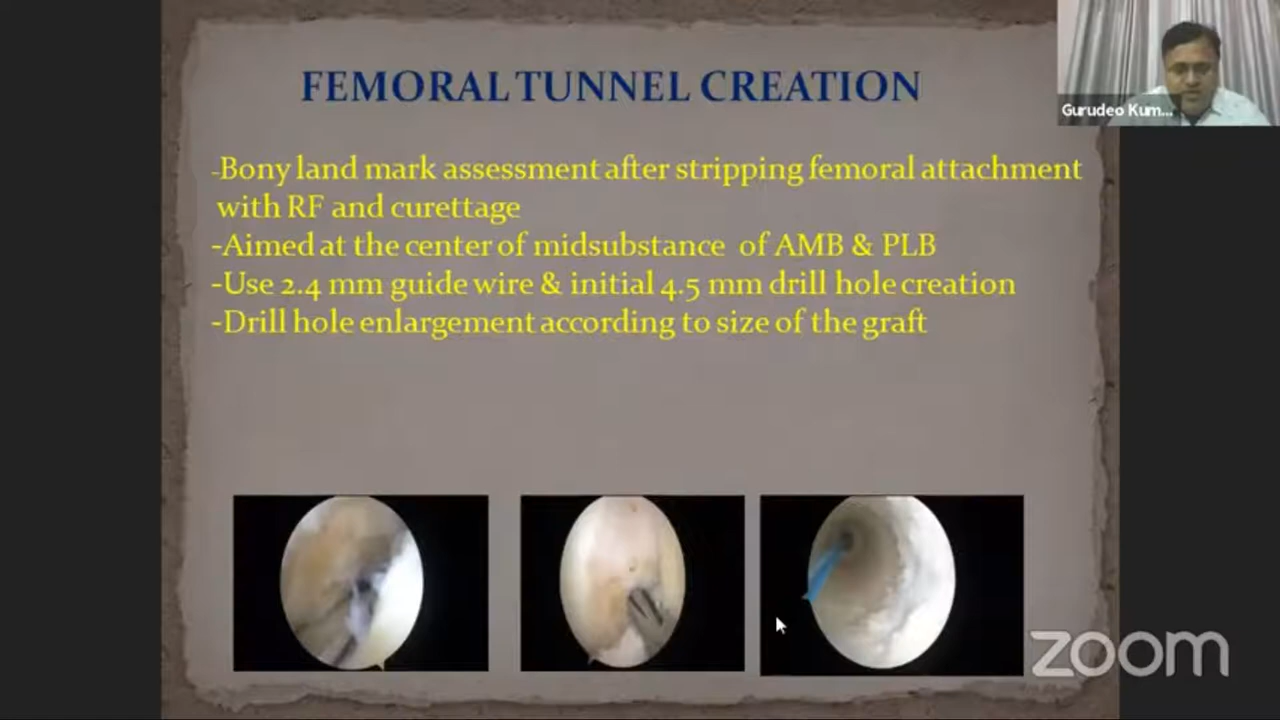 FEMORAL TUNNEL CREATION
Gurudeo Kum...
-Bony land mark assessment after stripping femoral attachment
with RF and curettage
-Aimed at the center of midsubstance of AMB & PLB
-Use 2.4 mm guide wire & initial 4.5 mm drill hole creation
-Drill hole enlargement according to size of the graft
zoom